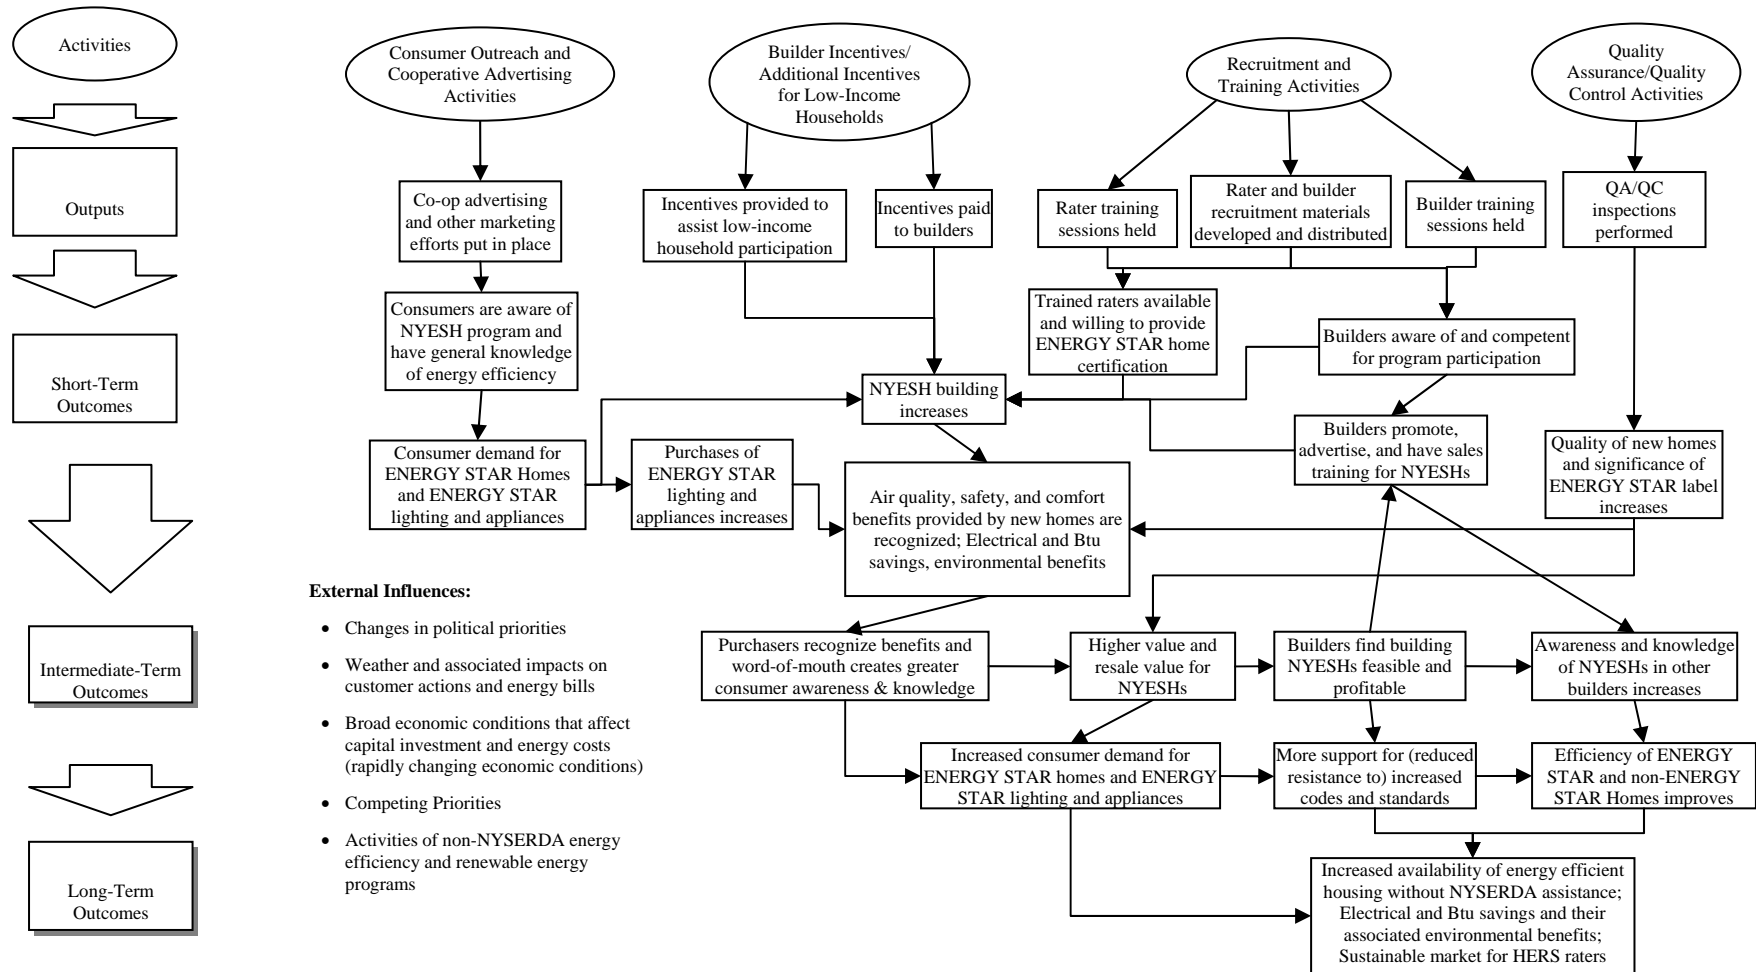 Activities
Outputs
Short-Term
Outcomes
Intermediate-Term
Outcomes
Long-Term
Outcomes
Consumer Outreach and
Cooperative Advertising
Activities
Builder Incentives/
Additional Incentives
for Low-Income
Households
Recruitment and
Training Activities
Quality
Assurance/Quality
Control Activities
Co-op advertising
and other marketing
efforts put in place
Incentives provided to
assist low-income
household participation
Incentives paid
to builders
Rater training
sessions held
Rater and builder
recruitment materials
developed and distributed
Builder training
sessions held
QA/QC
inspections
performed
Consumers are aware of
NYESH program and
have general knowledge
of energy efficiency
Trained raters available
and willing to provide
ENERGY STAR home
certification
Builders aware of and competent
for program participation
NYESH building
increases
Consumer demand for
ENERGY STAR Homes
and ENERGY STAR
lighting and appliances
Purchases of
ENERGY STAR
lighting and
appliances increases
Builders promote,
advertise, and have sales
training for NYESHs
Quality of new homes
and significance of
ENERGY STAR label
increases
Air quality, safety, and comfort
benefits provided by new homes are
recognized; Electrical and Btu
savings, environmental benefits
External Influences:
• Changes in political priorities
• Weather and associated impacts on
customer actions and energy bills
• Broad economic conditions that affect
capital investment and energy costs
(rapidly changing economic conditions)
• Competing Priorities
• Activities of non-NYSERDA energy
efficiency and renewable energy
programs
Purchasers recognize benefits and
word-of-mouth creates greater
consumer awareness & knowledge
Higher value and
resale value for
NYESHs
Builders find building
NYESHs feasible and
profitable
Awareness and knowledge
of NYESHs in other
builders increases
Increased consumer demand for
ENERGY STAR homes and ENERGY
STAR lighting and appliances
More support for (reduced
resistance to) increased
codes and standards
Efficiency of ENERGY
STAR and non-ENERGY
STAR Homes improves
Increased availability of energy efficient
housing without NYSERDA assistance;
Electrical and Btu savings and their
associated environmental benefits;
Sustainable market for HERS raters